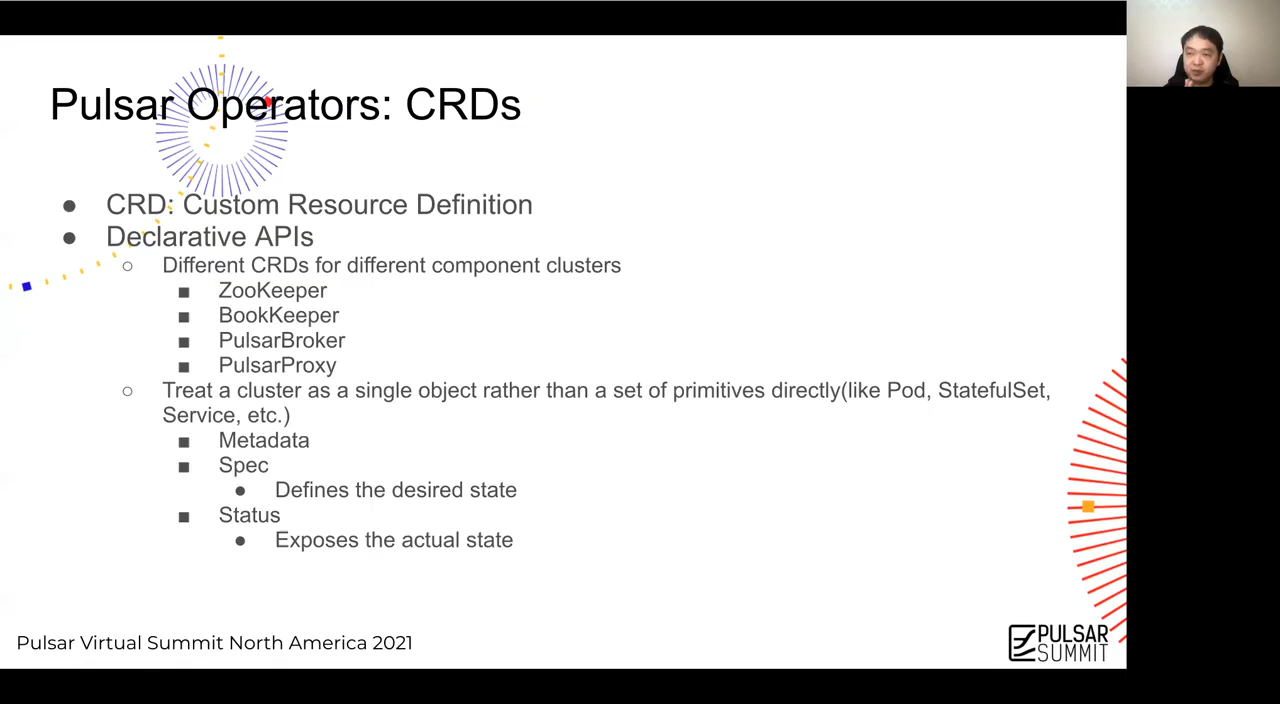 Pulsar Operators: CRDs
● CRD: Custom Resource Definition
● Declarative APIs
○ Different CRDs for different component clusters
■ ZooKeeper
■ BookKeeper
■ PulsarBroker
■ PulsarProxy
○ Treat a cluster as a single object rather than a set of primitives directly(like Pod, StatefulSet,
Service, etc.)
■ Metadata
■ Spec
● Defines the desired state
■ Status
● Exposes the actual state
Pulsar Virtual Summit North America 2021
PULSAR
SUMMIT